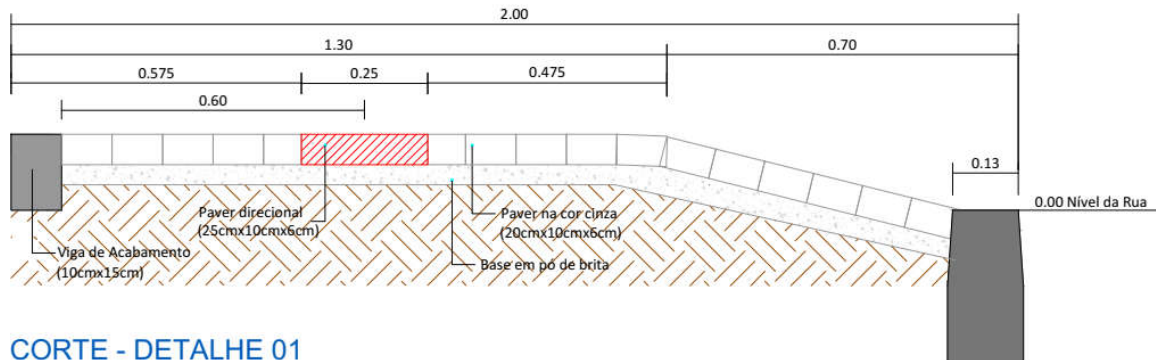 2.00
1.30
0.70
0.575
0.25
0.475
0.60
0.13
0.00 Nível da Rua
Paver direcional
(25cmx10cmx6cm)
Paver na cor cinza
(20cmx10cmx6cm)
Viga de Acabamento
(10cmx15cm)
Base em pó de brita
CORTE - DETALHE 01